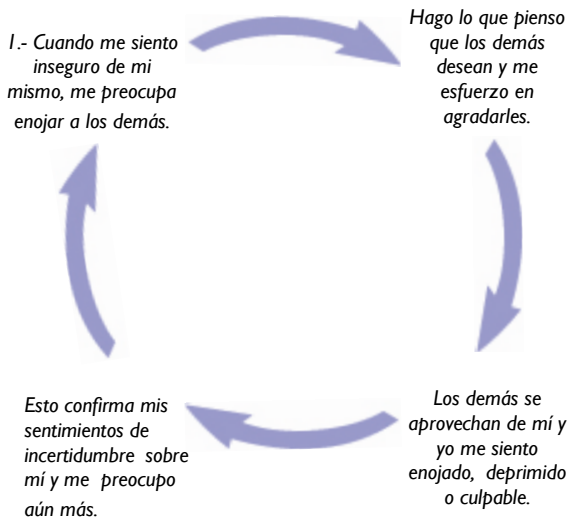 1.- Cuando me siento
inseguro de mi
mismo, me preocupa
enojar a los demás.
Hago lo que pienso
que los demás
desean y me
esfuerzo en
agradarles.
Los demás se
aprovechan de mí y
yo me siento
enojado, deprimido
o culpable.
Esto confirma mis
sentimientos de
incertidumbre sobre
mí y me preocupo
aún más.